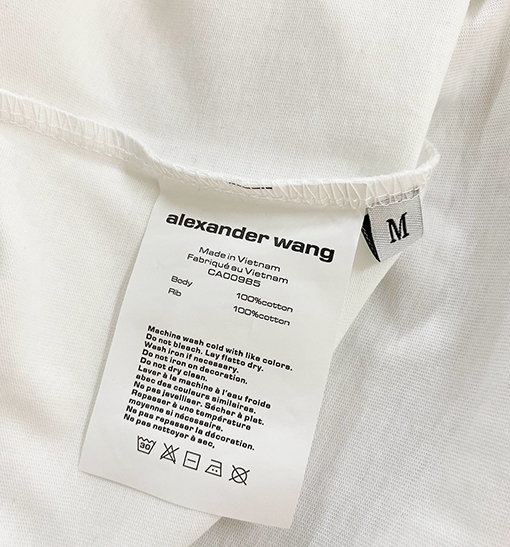 alexander wang
M
Made in Vietnam
Fabriqué au Vietnam
CA00985
Body 100%cotton
Rib 100%cotton
Machine wash cold with like colors.
Do not bleach. Lay flatto dry.
Wash iron if necessary.
Do not iron on decoration.
Do not dry clean.
Laver à la machine à l'eau froide
abec des couleurs similaires.
Ne pas javelliser. Sécher à plat.
Repasser à une température
moyenne si nécessaire.
Ne pas repasser la décoration.
Ne pas nettoyer à sec,
30